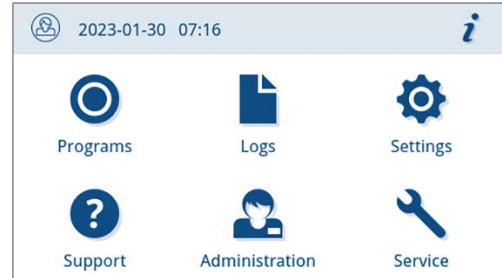 2023-01-30 07:16 i
Programs Logs Settings
? 
Support Administration Service